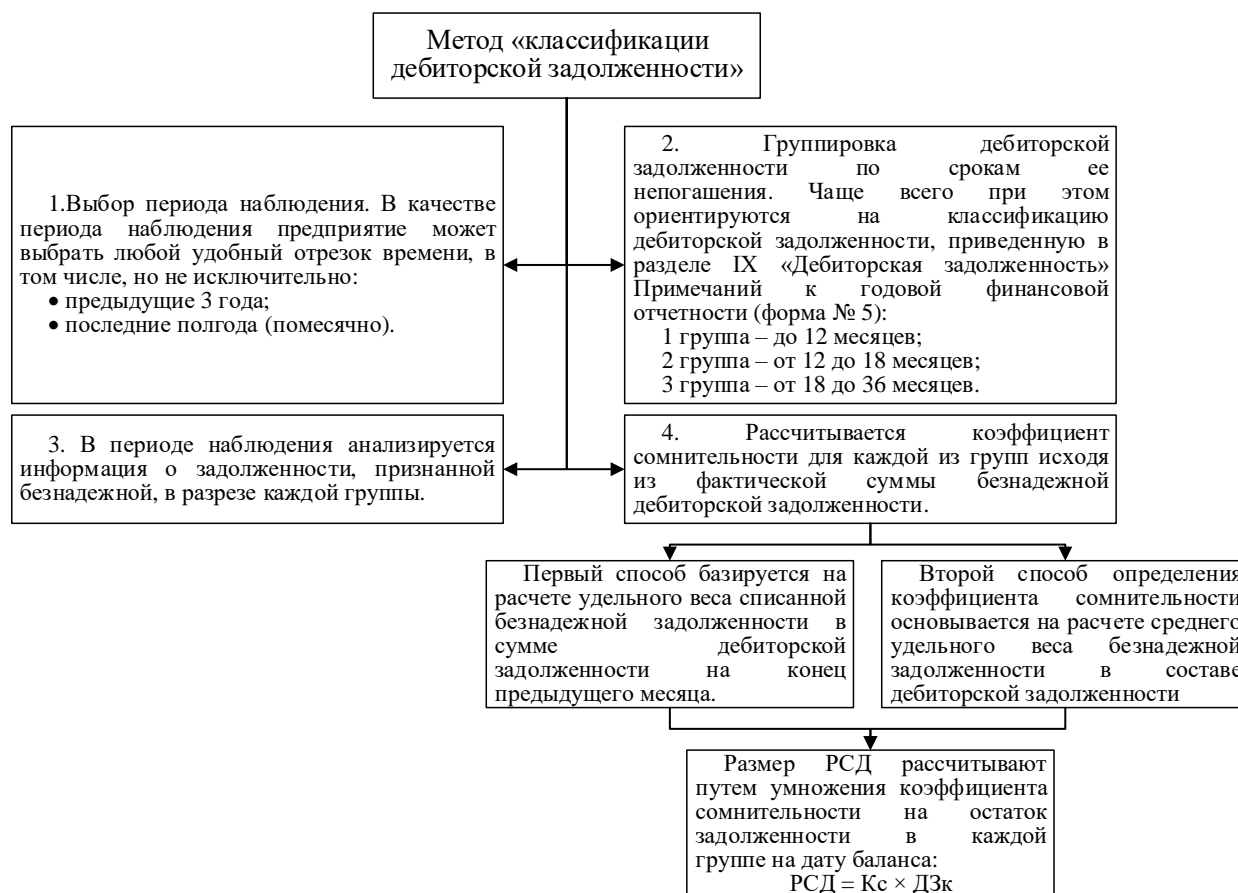 Метод «классификации
дебиторской задолженности»
1.Выбор периода наблюдения. В качестве
периода наблюдения предприятие может
выбрать любой удобный отрезок времени, в
том числе, но не исключительно:
• предыдущие 3 года;
• последние полгода (помесячно).
2. Группировка дебиторской
задолженности по срокам ее
непогашения. Чаще всего при этом
ориентируются на классификацию
дебиторской задолженности, приведенную в
разделе IX «Дебиторская задолженность»
Примечаний к годовой финансовой
отчетности (форма № 5):
1 группа – до 12 месяцев;
2 группа – от 12 до 18 месяцев;
3 группа – от 18 до 36 месяцев.
3. В периоде наблюдения анализируется
информация о задолженности, признанной
безнадежной, в разрезе каждой группы.
4. Рассчитывается коэффициент
сомнительности для каждой из групп исходя
из фактической суммы безнадежной
дебиторской задолженности.
Первый способ базируется на
расчете удельного веса списанной
безнадежной задолженности в
сумме дебиторской
задолженности на конец
предыдущего месяца.
Второй способ определения
коэффициента сомнительности
основывается на расчете среднего
удельного веса безнадежной
задолженности в составе
дебиторской задолженности
Размер РСД рассчитывают
путем умножения коэффициента
сомнительности на остаток
задолженности в каждой
группе на дату баланса:
РСД = Кс × ДЗк